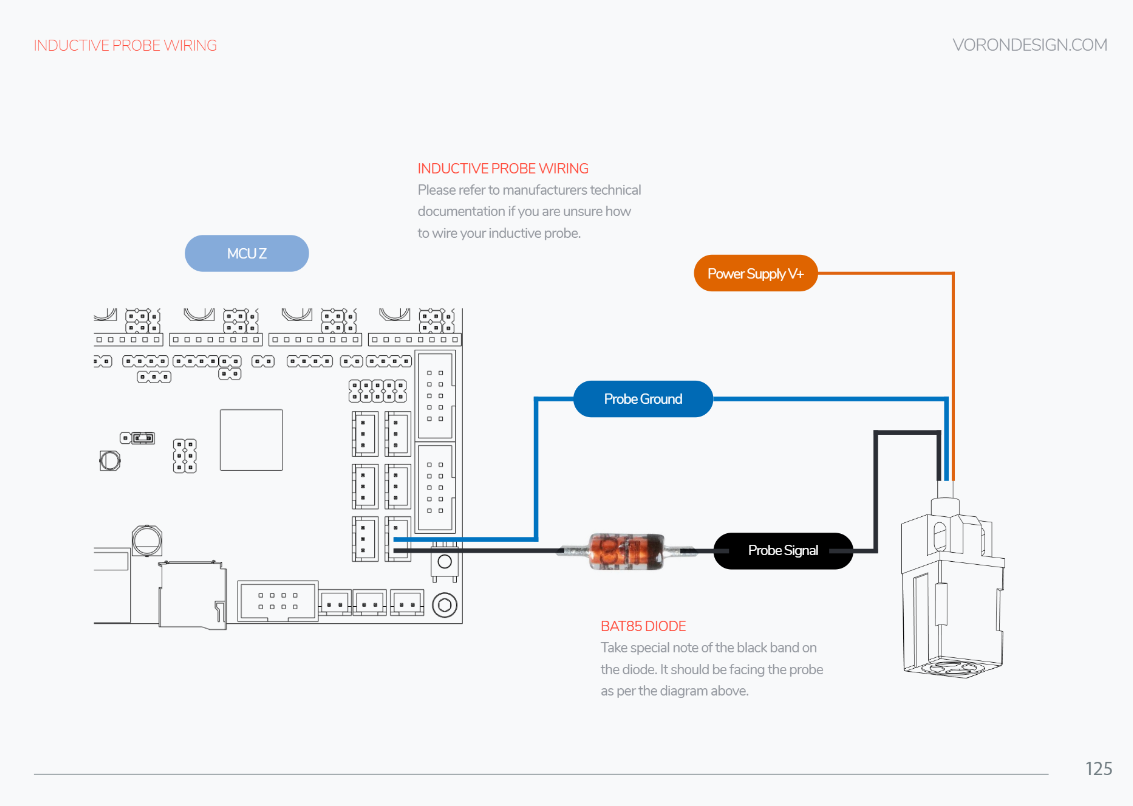 INDUCTIVE PROBE WIRING
VORONDESIGN.COM
INDUCTIVE PROBE WIRING
Please refer to manufacturers technical
documentation if you are unsure how
to wire your inductive probe.
MCU Z
Power Supply V+
Probe Ground
Probe Signal
BAT85 DIODE
Take special note of the black band on
the diode. It should be facing the probe
as per the diagram above.
125